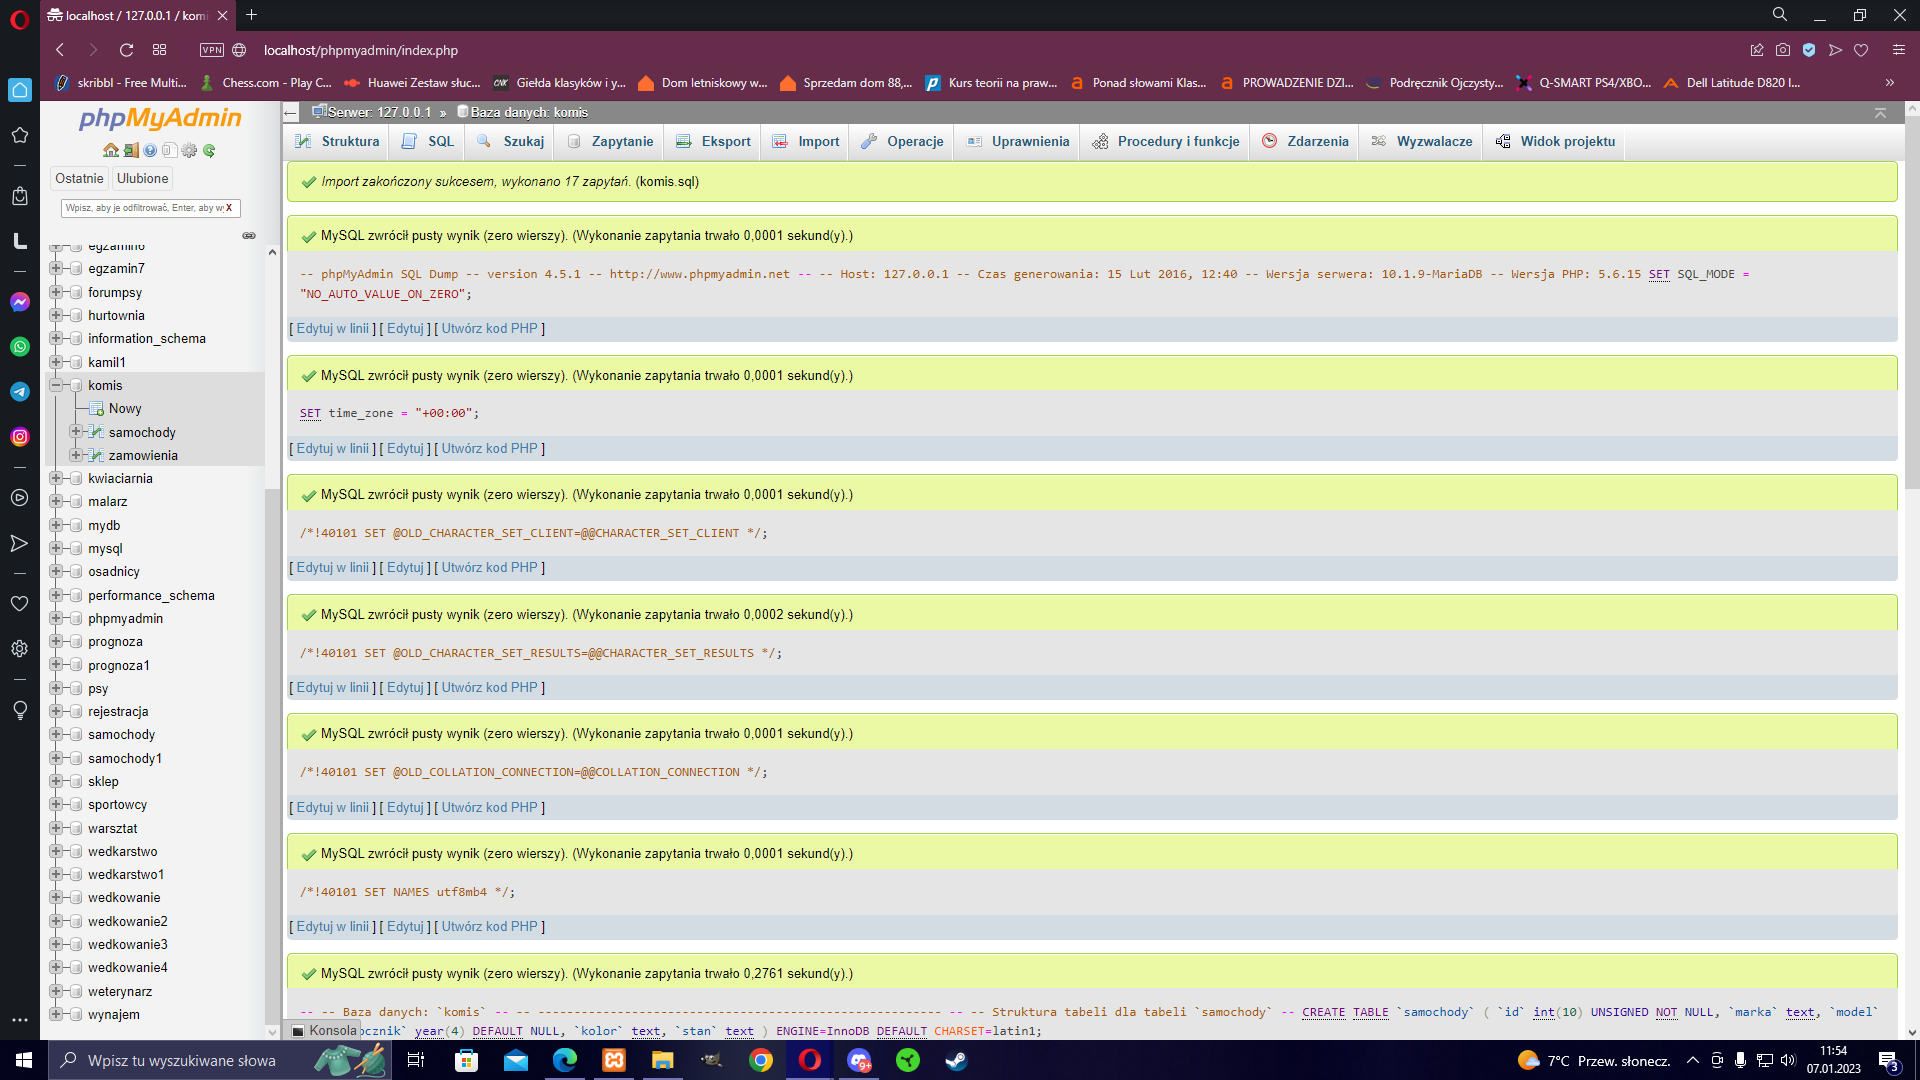 localhost / 127.0.0.1 / komi
VPN
localhost/phpmyadmin/index.php
skribbl - Free Multi...
Chess.com - Play C...
Huawei Zestaw słuc...
Giełda klasyków i y...
Dom letniskowy w...
Sprzedam dom 88,...
Kurs teorii na praw...
Ponad słowami Klas...
PROWADZENIE DZI...
Podręcznik Ojczysty...
Q-SMART PS4/XBO...
Dell Latitude D820 I...
phpMyAdmin
Ostatnie
Ulubione
Wpisz, aby je odfiltrować, Enter, aby wy X
egzamin6
egzamin7
forumpsy
hurtownia
information_schema
kamil1
komis
Nowy
samochody
zamowienia
kwiaciarnia
malarz
mydb
mysql
osadnicy
performance_schema
phpmyadmin
prognoza
prognoza1
psy
rejestracja
samochody
samochody1
sklep
sportowcy
warsztat
wedkarstwo
wedkarstwo1
wedkowanie
wedkowanie2
wedkowanie3
wedkowanie4
weterynarz
wynajem
Serwer: 127.0.0.1 » Baza danych: komis
Struktura
SQL
Szukaj
Zapytanie
Eksport
Import
Operacje
Uprawnienia
Procedury i funkcje
Zdarzenia
Wyzwalacze
Widok projektu
Import zakończony sukcesem, wykonano 17 zapytań. (komis.sql)
MySQL zwrócił pusty wynik (zero wierszy). (Wykonanie zapytania trwało 0,0001 sekund(y).)
-- phpMyAdmin SQL Dump -- version 4.5.1 -- http://www.phpmyadmin.net -- -- Host: 127.0.0.1 -- Czas generowania: 15 Lut 2016, 12:40 -- Wersja serwera: 10.1.9-MariaDB -- Wersja PHP: 5.6.15 SET SQL_MODE =
"NO_AUTO_VALUE_ON_ZERO";
[ Edytuj w linii ] [ Edytuj ] [ Utwórz kod PHP ]
MySQL zwrócił pusty wynik (zero wierszy). (Wykonanie zapytania trwało 0,0001 sekund(y).)
SET time_zone = "+00:00";
[ Edytuj w linii ] [ Edytuj ] [ Utwórz kod PHP ]
MySQL zwrócił pusty wynik (zero wierszy). (Wykonanie zapytania trwało 0,0001 sekund(y).)
/*!40101 SET @OLD_CHARACTER_SET_CLIENT=@@CHARACTER_SET_CLIENT */;
[ Edytuj w linii ] [ Edytuj ] [ Utwórz kod PHP ]
MySQL zwrócił pusty wynik (zero wierszy). (Wykonanie zapytania trwało 0,0002 sekund(y).)
/*!40101 SET @OLD_CHARACTER_SET_RESULTS=@@CHARACTER_SET_RESULTS */;
[ Edytuj w linii ] [ Edytuj ] [ Utwórz kod PHP ]
MySQL zwrócił pusty wynik (zero wierszy). (Wykonanie zapytania trwało 0,0001 sekund(y).)
/*!40101 SET @OLD_COLLATION_CONNECTION=@@COLLATION_CONNECTION */;
[ Edytuj w linii ] [ Edytuj ] [ Utwórz kod PHP ]
MySQL zwrócił pusty wynik (zero wierszy). (Wykonanie zapytania trwało 0,0001 sekund(y).)
/*!40101 SET NAMES utf8mb4 */;
[ Edytuj w linii ] [ Edytuj ] [ Utwórz kod PHP ]
MySQL zwrócił pusty wynik (zero wierszy). (Wykonanie zapytania trwało 0,2761 sekund(y).)
-- -- Baza danych: `komis` -- -- -------------------------------------------------------- -- -- Struktura tabeli dla tabeli `samochody` -- CREATE TABLE `samochody` ( `id` int(10) UNSIGNED NOT NULL, `marka` text, `model`
Konsola ocznik` year(4) DEFAULT NULL, `kolor` text, `stan` text ) ENGINE=InnoDB DEFAULT CHARSET=latin1;
Wpisz tu wyszukiwane słowa
9+
7°C Przew. słonecz.
11:54
07.01.2023
3